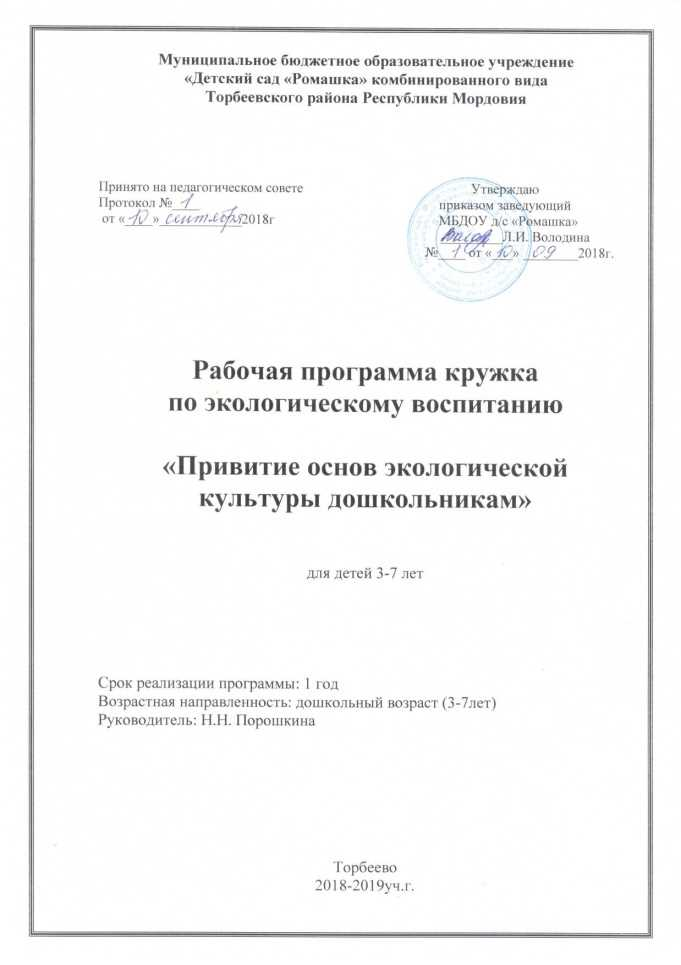 Муниципальное бюджетное образовательное учреждение
«Детский сад «Ромашка» комбинированного вида
Торбеевского района Республики Мордовия
Принято на педагогическом совете
Протокол № 1
от «10» сентября 2018г
Утверждаю
приказом заведующий
МБДОУ д/с «Ромашка»
Л.И. Володина
№ 1 от «10» 09 2018г.
Рабочая программа кружка
по экологическому воспитанию
«Привитие основ экологической
культуры дошкольникам»
для детей 3-7 лет
Срок реализации программы: 1 год
Возрастная направленность: дошкольный возраст (3-7лет)
Руководитель: Н.Н. Порошкина
Торбеево
2018-2019уч.г.